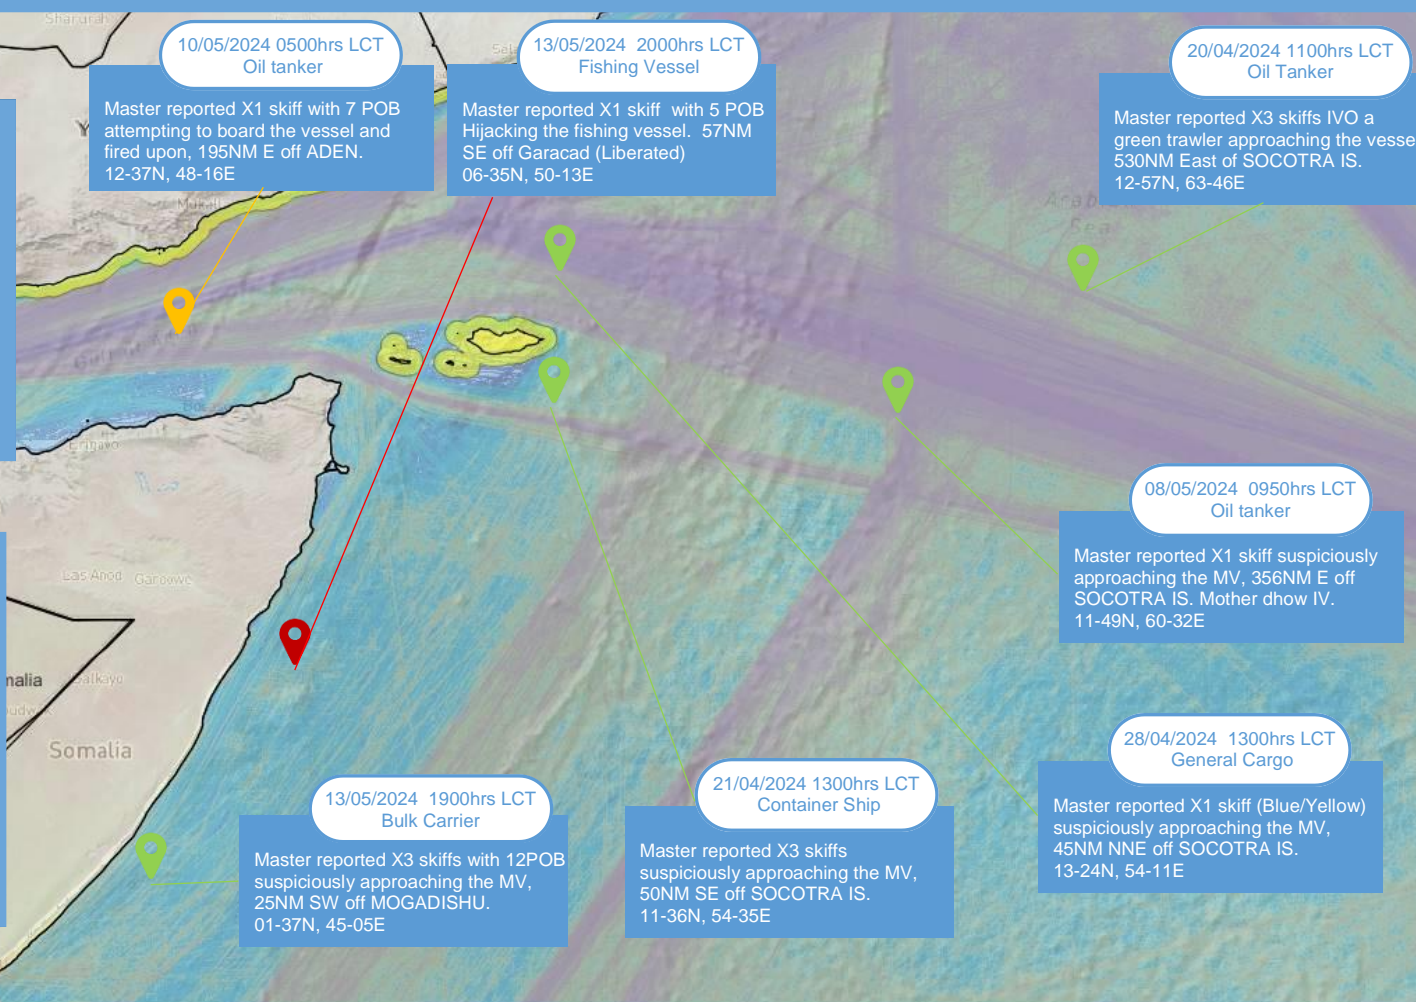 Sharurah
10/05/2024 0500hrs LCT
Oil tanker
Master reported X1 skiff with 7 POB
attempting to board the vessel and
fired upon, 195NM E off ADEN.
12-37N, 48-16E
13/05/2024  2000hrs LCT
Fishing Vessel
Master reported X1 skiff  with 5 POB
Hijacking the fishing vessel.  57NM
SE off Garacad (Liberated)
06-35N, 50-13E
20/04/2024 1100hrs LCT
Oil Tanker
Master reported X3 skiffs IVO a
green trawler approaching the vesse
530NM East of SOCOTRA IS.
12-57N, 63-46E
Mukall
Sea
Erigavo
08/05/2024  0950hrs LCT
Oil tanker
Master reported X1 skiff suspiciously
approaching the MV, 356NM E off
SOCOTRA IS. Mother dhow IV.
11-49N, 60-32E
Las Anod
Garoowe
malia
Galkayo
Somalia
28/04/2024  1300hrs LCT
General Cargo
Master reported X1 skiff (Blue/Yellow)
suspiciously approaching the MV,
45NM NNE off SOCOTRA IS.
13-24N, 54-11E
21/04/2024 1300hrs LCT
Container Ship
Master reported X3 skiffs
suspiciously approaching the MV,
50NM SE off SOCOTRA IS.
11-36N, 54-35E
13/05/2024  1900hrs LCT
Bulk Carrier
Master reported X3 skiffs with 12POB
suspiciously approaching the MV,
25NM SW off MOGADISHU.
01-37N, 45-05E